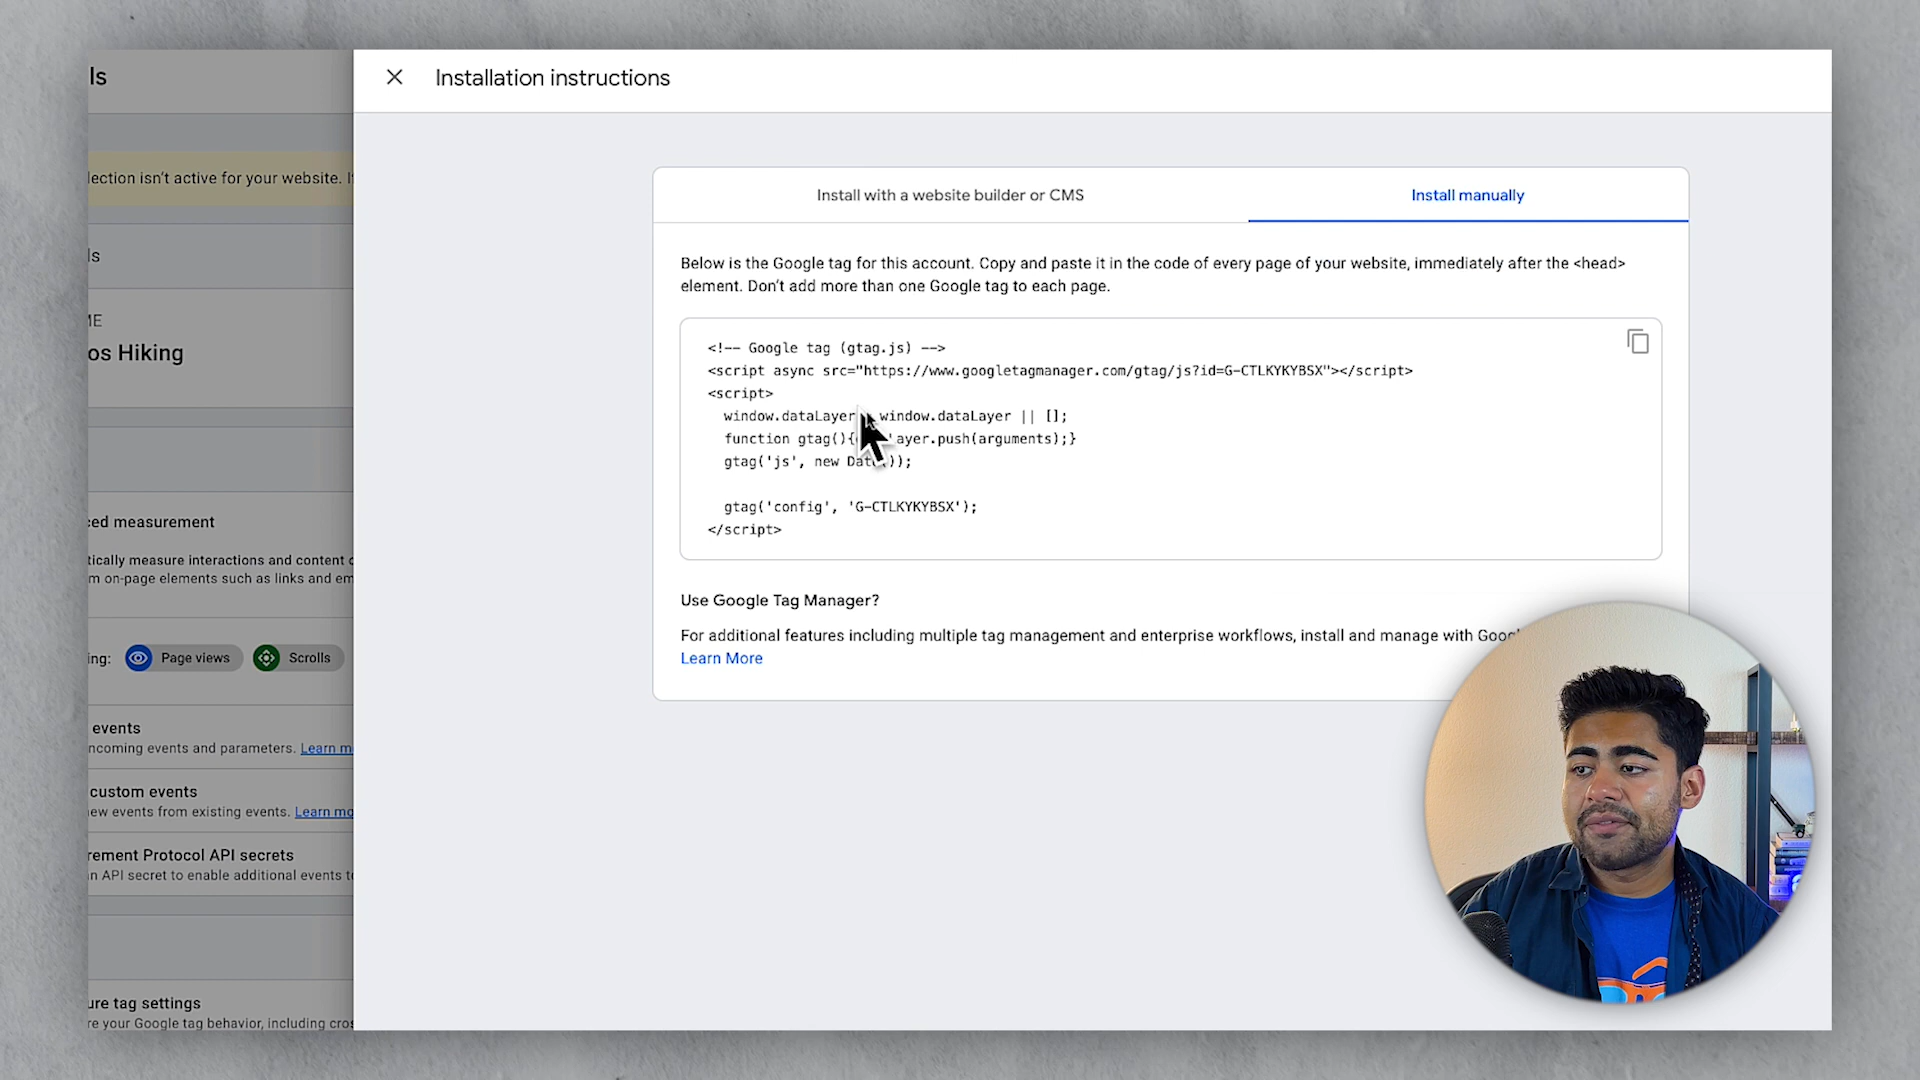 ls
Installation instructions
lection isn't active for your website. I
Install with a website builder or CMS
Install manually
ls
ME
os Hiking
Below is the Google tag for this account. Copy and paste it in the code of every page of your website, immediately after the <head>
element. Don't add more than one Google tag to each page.
<!-- Google tag (gtag.js) -->
<script async src="https://www.googletagmanager.com/gtag/js?id=G-CTLKYKYBSX"></script>
<script>
window.dataLayer window.dataLayer || [];
function gtag(){ ayer.push(arguments);}
gtag('js', new Dat ));
gtag('config', 'G-CTLKYKYBSX');
</script>
ced measurement
tically measure interactions and content
m on-page elements such as links and em
Use Google Tag Manager?
For additional features including multiple tag management and enterprise workflows, install and manage with Goog
Learn More
ing: Page views Scrolls
events
ncoming events and parameters. Learn m
custom events
ew events from existing events. Learn mo
rement Protocol API secrets
n API secret to enable additional events t
ure tag settings
re your Google tag behavior, including cros